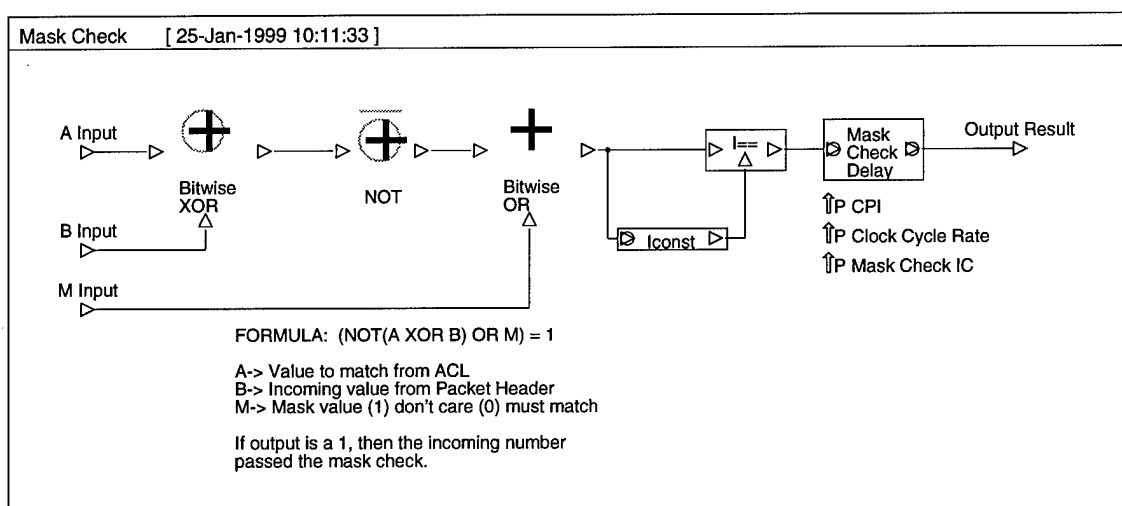 Mask Check [ 25-Jan-1999 10:11:33 ]
A Input
Bitwise
XOR
NOT
Bitwise
OR
I==
Mask
Check
Delay
Output Result
B Input
Iconst
⇑P CPI
⇑P Clock Cycle Rate
⇑P Mask Check IC
M Input
FORMULA: (NOT(A XOR B) OR M) = 1
A-> Value to match from ACL
B-> Incoming value from Packet Header
M-> Mask value (1) don't care (0) must match
If output is a 1, then the incoming number
passed the mask check.